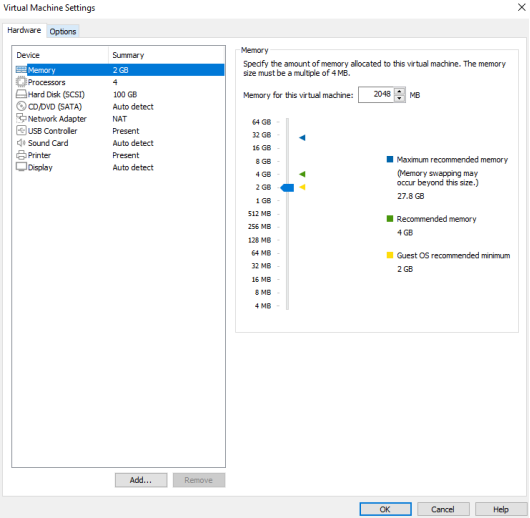 Virtual Machine Settings
Hardware Options
Device Summary
Memory 2 GB
Processors 4
Hard Disk (SCSI) 100 GB
CD/DVD (SATA) Auto detect
Network Adapter NAT
USB Controller Present
Sound Card Auto detect
Printer Present
Display Auto detect
Add... Remove
Memory
Specify the amount of memory allocated to this virtual machine. The memory
size must be a multiple of 4 MB.
Memory for this virtual machine: 2048 MB
64 GB
32 GB
16 GB
8 GB
4 GB
2 GB
1 GB
512 MB
256 MB
128 MB
64 MB
32 MB
16 MB
8 MB
4 MB
Maximum recommended memory
(Memory swapping may
occur beyond this size.)
27.8 GB
Recommended memory
4 GB
Guest OS recommended minimum
2 GB
OK Cancel Help